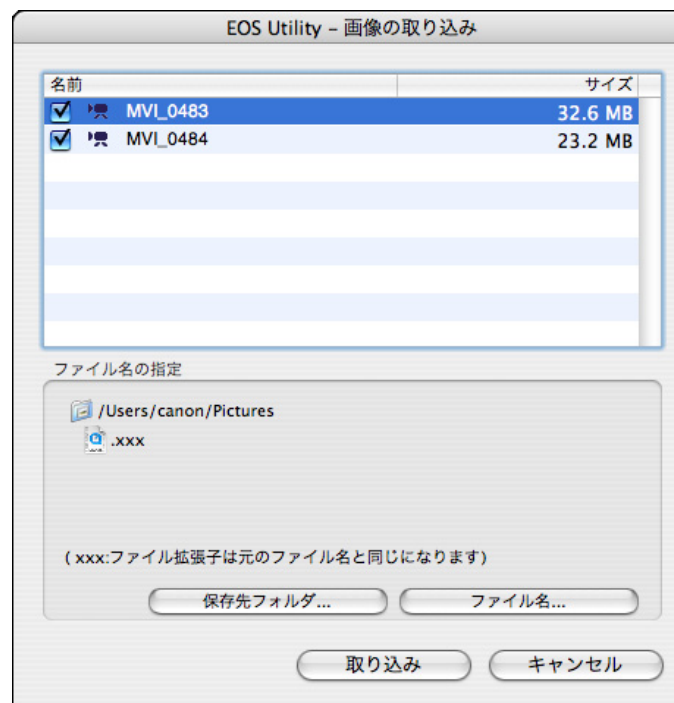 EOS Utility – 画像の取り込み
名前 サイズ
MVI_0483 32.6 MB
MVI_0484 23.2 MB
ファイル名の指定
/Users/canon/Pictures
.xxx
( xxx:ファイル拡張子は元のファイル名と同じになります)
保存先フォルダ... ファイル名...
取り込み キャンセル